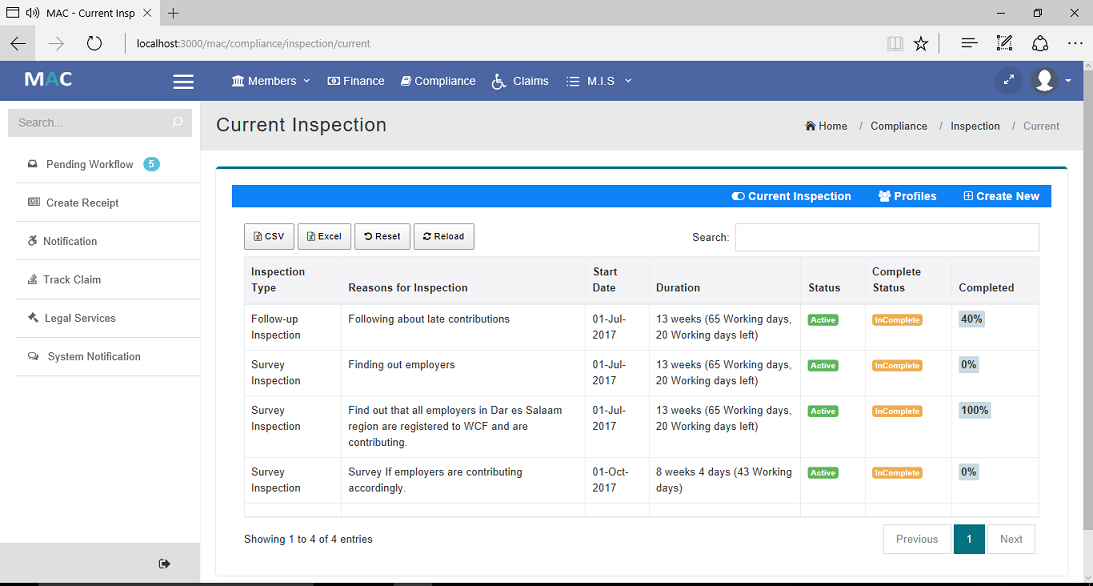 MAC - Current Insp
localhost:3000/mac/compliance/inspection/current
MAC
Members
Finance
Compliance
Claims
M.I.S
Search...
Current Inspection
Home / Compliance / Inspection / Current
Pending Workflow 5
Create Receipt
Notification
Track Claim
Legal Services
System Notification
Current Inspection Profiles Create New
CSV Excel Reset Reload Search:
Inspection Type Reasons for Inspection Start Date Duration Status Complete Status Completed
Follow-up Inspection Following about late contributions 01-Jul-2017 13 weeks (65 Working days, 20 Working days left) Active InComplete 40%
Survey Inspection Finding out employers 01-Jul-2017 13 weeks (65 Working days, 20 Working days left) Active InComplete 0%
Survey Inspection Find out that all employers in Dar es Salaam region are registered to WCF and are contributing. 01-Jul-2017 13 weeks (65 Working days, 20 Working days left) Active InComplete 100%
Survey Inspection Survey If employers are contributing accordingly. 01-Oct-2017 8 weeks 4 days (43 Working days) Active InComplete 0%
Showing 1 to 4 of 4 entries
Previous 1 Next